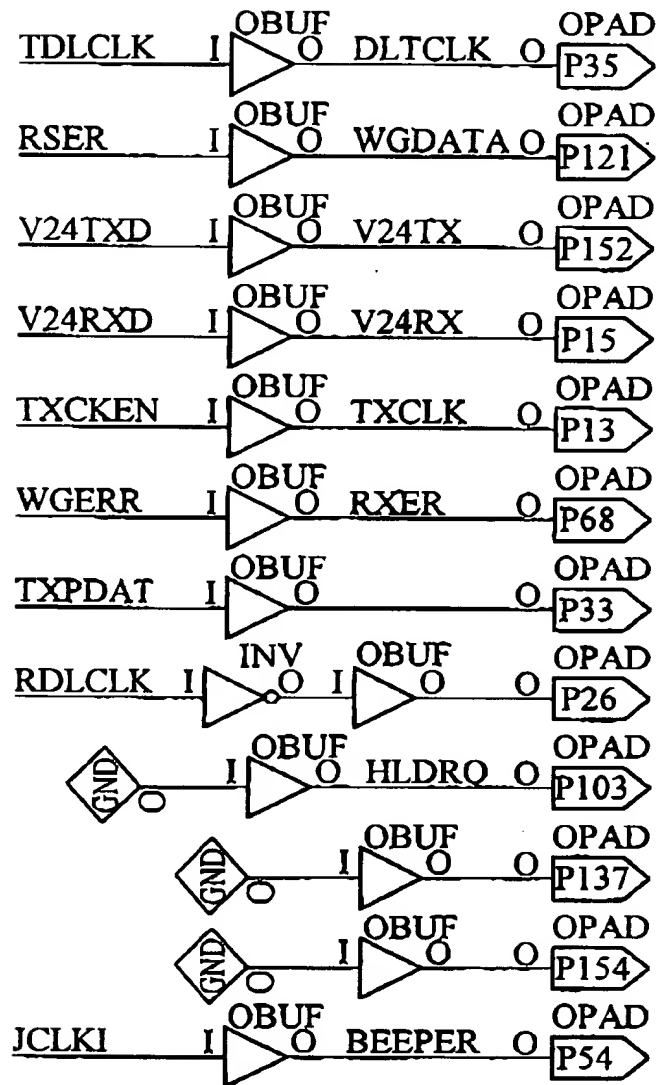 OBUF OPAD
TDLCLK I O DLTCLK O P35
OBUF OPAD
RSER I O WGDATA O P121
OBUF OPAD
V24TXD I O V24TX O P152
OBUF OPAD
V24RXD I O V24RX O P15
OBUF OPAD
TXCKEN I O TXCLK O P13
OBUF OPAD
WGERR I O RXER O P68
OBUF OPAD
TXPDAT I O O P33
INV OBUF OPAD
RDLCLK I O I O O P26
OBUF OPAD
GND O I O HLDRQ O P103
OBUF OPAD
GND O I O O P137
OBUF OPAD
GND O I O O P154
OBUF OPAD
JCLKI I O BEEPER O P54